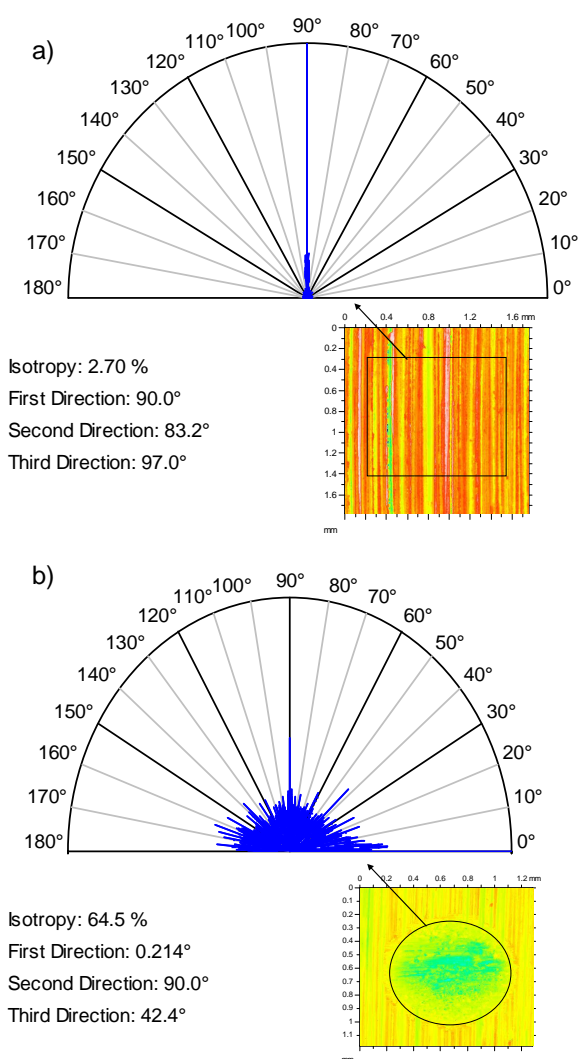 a)
90°
100° 80°
110° 70°
120° 60°
130° 50°
140° 40°
150° 30°
160° 20°
170° 10°
180° 0°
0 0.4 0.8 1.2 1.6 mm
0
0.2
0.4
0.6
0.8
1
1.2
1.4
1.6
mm
Isotropy: 2.70 %
First Direction: 90.0°
Second Direction: 83.2°
Third Direction: 97.0°
b)
90°
110° 100° 80° 70°
120° 60°
130° 50°
140° 40°
150° 30°
160° 20°
170° 10°
180° 0°
0 0.2 0.4 0.6 0.8 1 1.2 mm
0
0.1
0.2
0.3
0.4
0.5
0.6
0.7
0.8
0.9
1
1.1
Isotropy: 64.5 %
First Direction: 0.214°
Second Direction: 90.0°
Third Direction: 42.4°